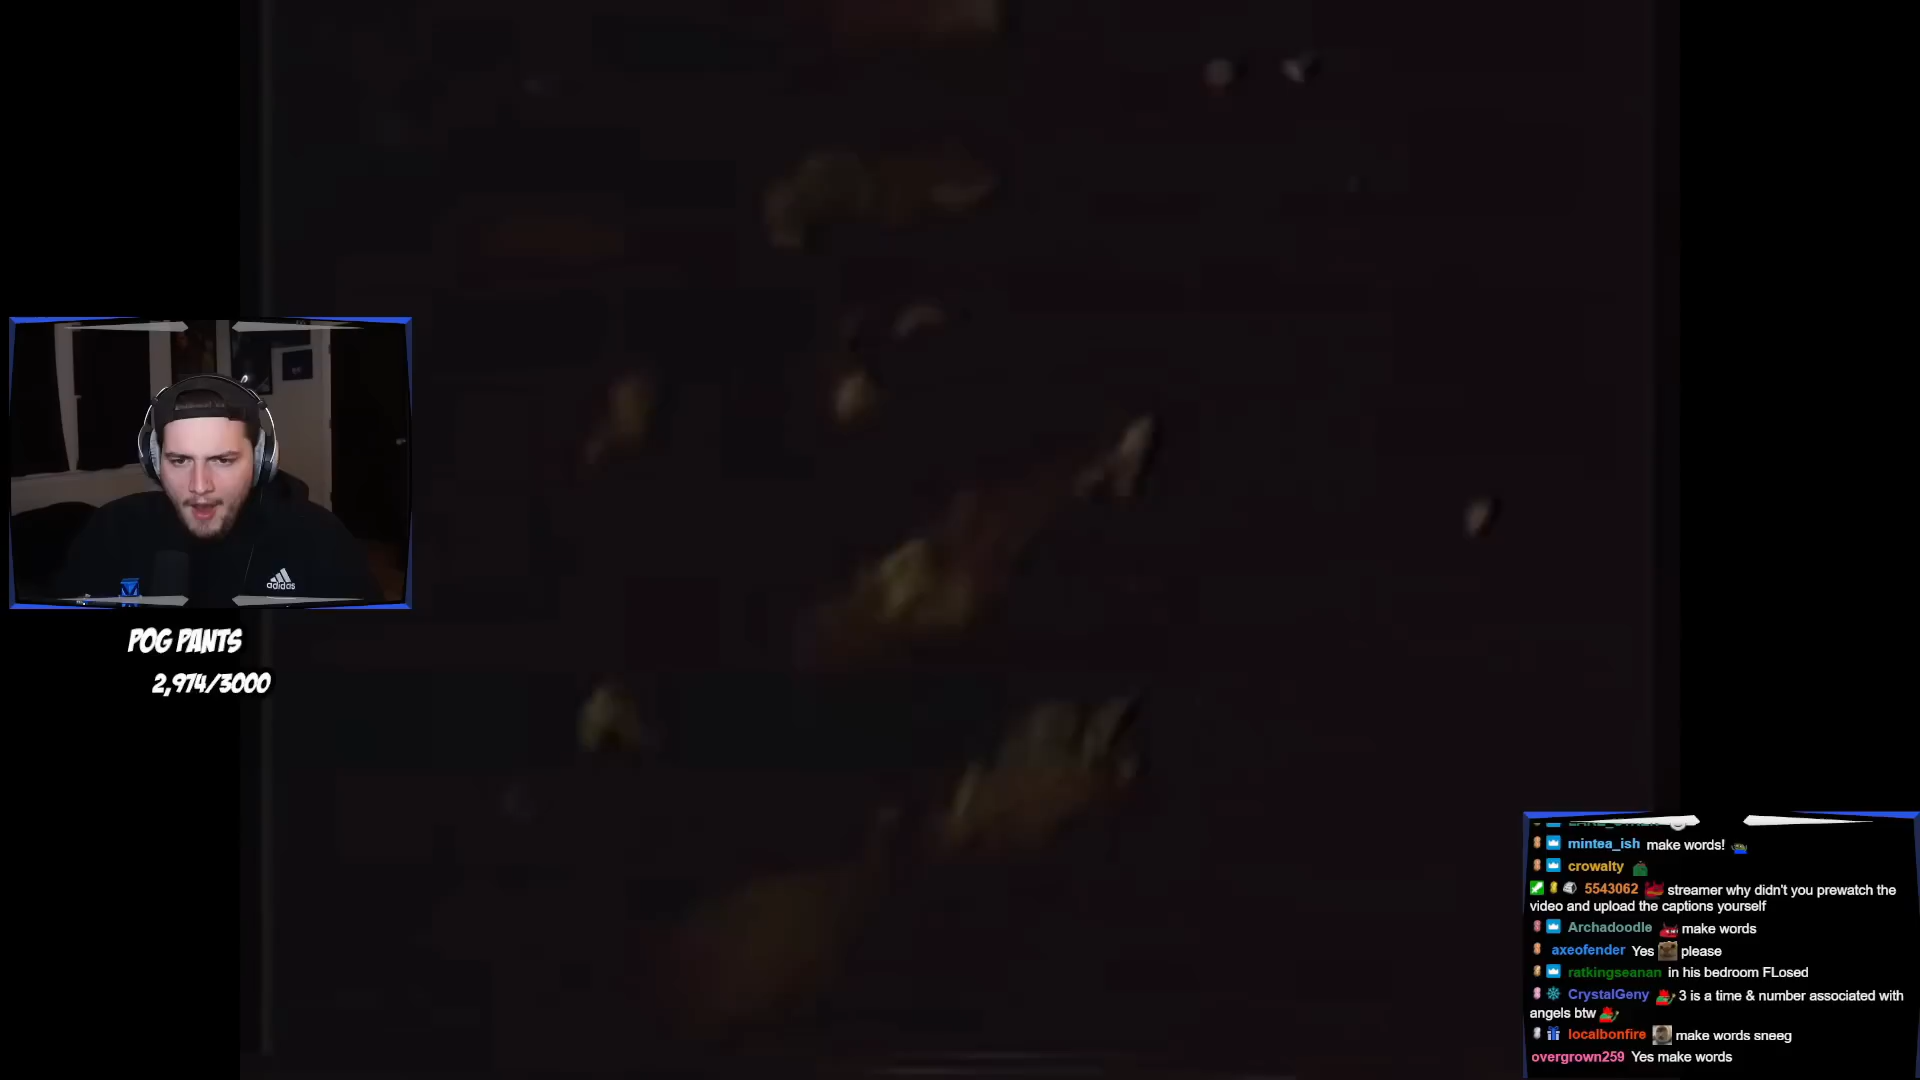 adidas
POG PANTS
2,974/3000
mintea_ish make words!
crowalty
5543062 streamer why didn't you prewatch the
video and upload the captions yourself
Archadoodle make words
axeofender Yes please
ratkingseanan in his bedroom FLosed
CrystalGeny 3 is a time & number associated with
angels btw
localbonfire make words sneeg
overgrown259 Yes make words